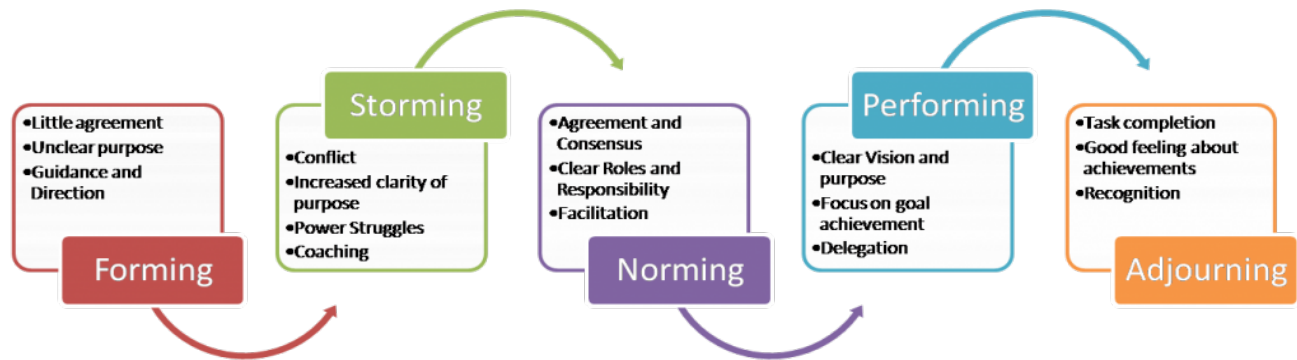 •Little agreement
•Unclear purpose
•Guidance and
Direction
Forming
Storming
•Conflict
•Increased clarity of
purpose
•Power Struggles
•Coaching
•Agreement and
Consensus
•Clear Roles and
Responsibility
•Facilitation
Norming
Performing
•Clear Vision and
purpose
•Focus on goal
achievement
•Delegation
•Task completion
•Good feeling about
achievements
•Recognition
Adjourning